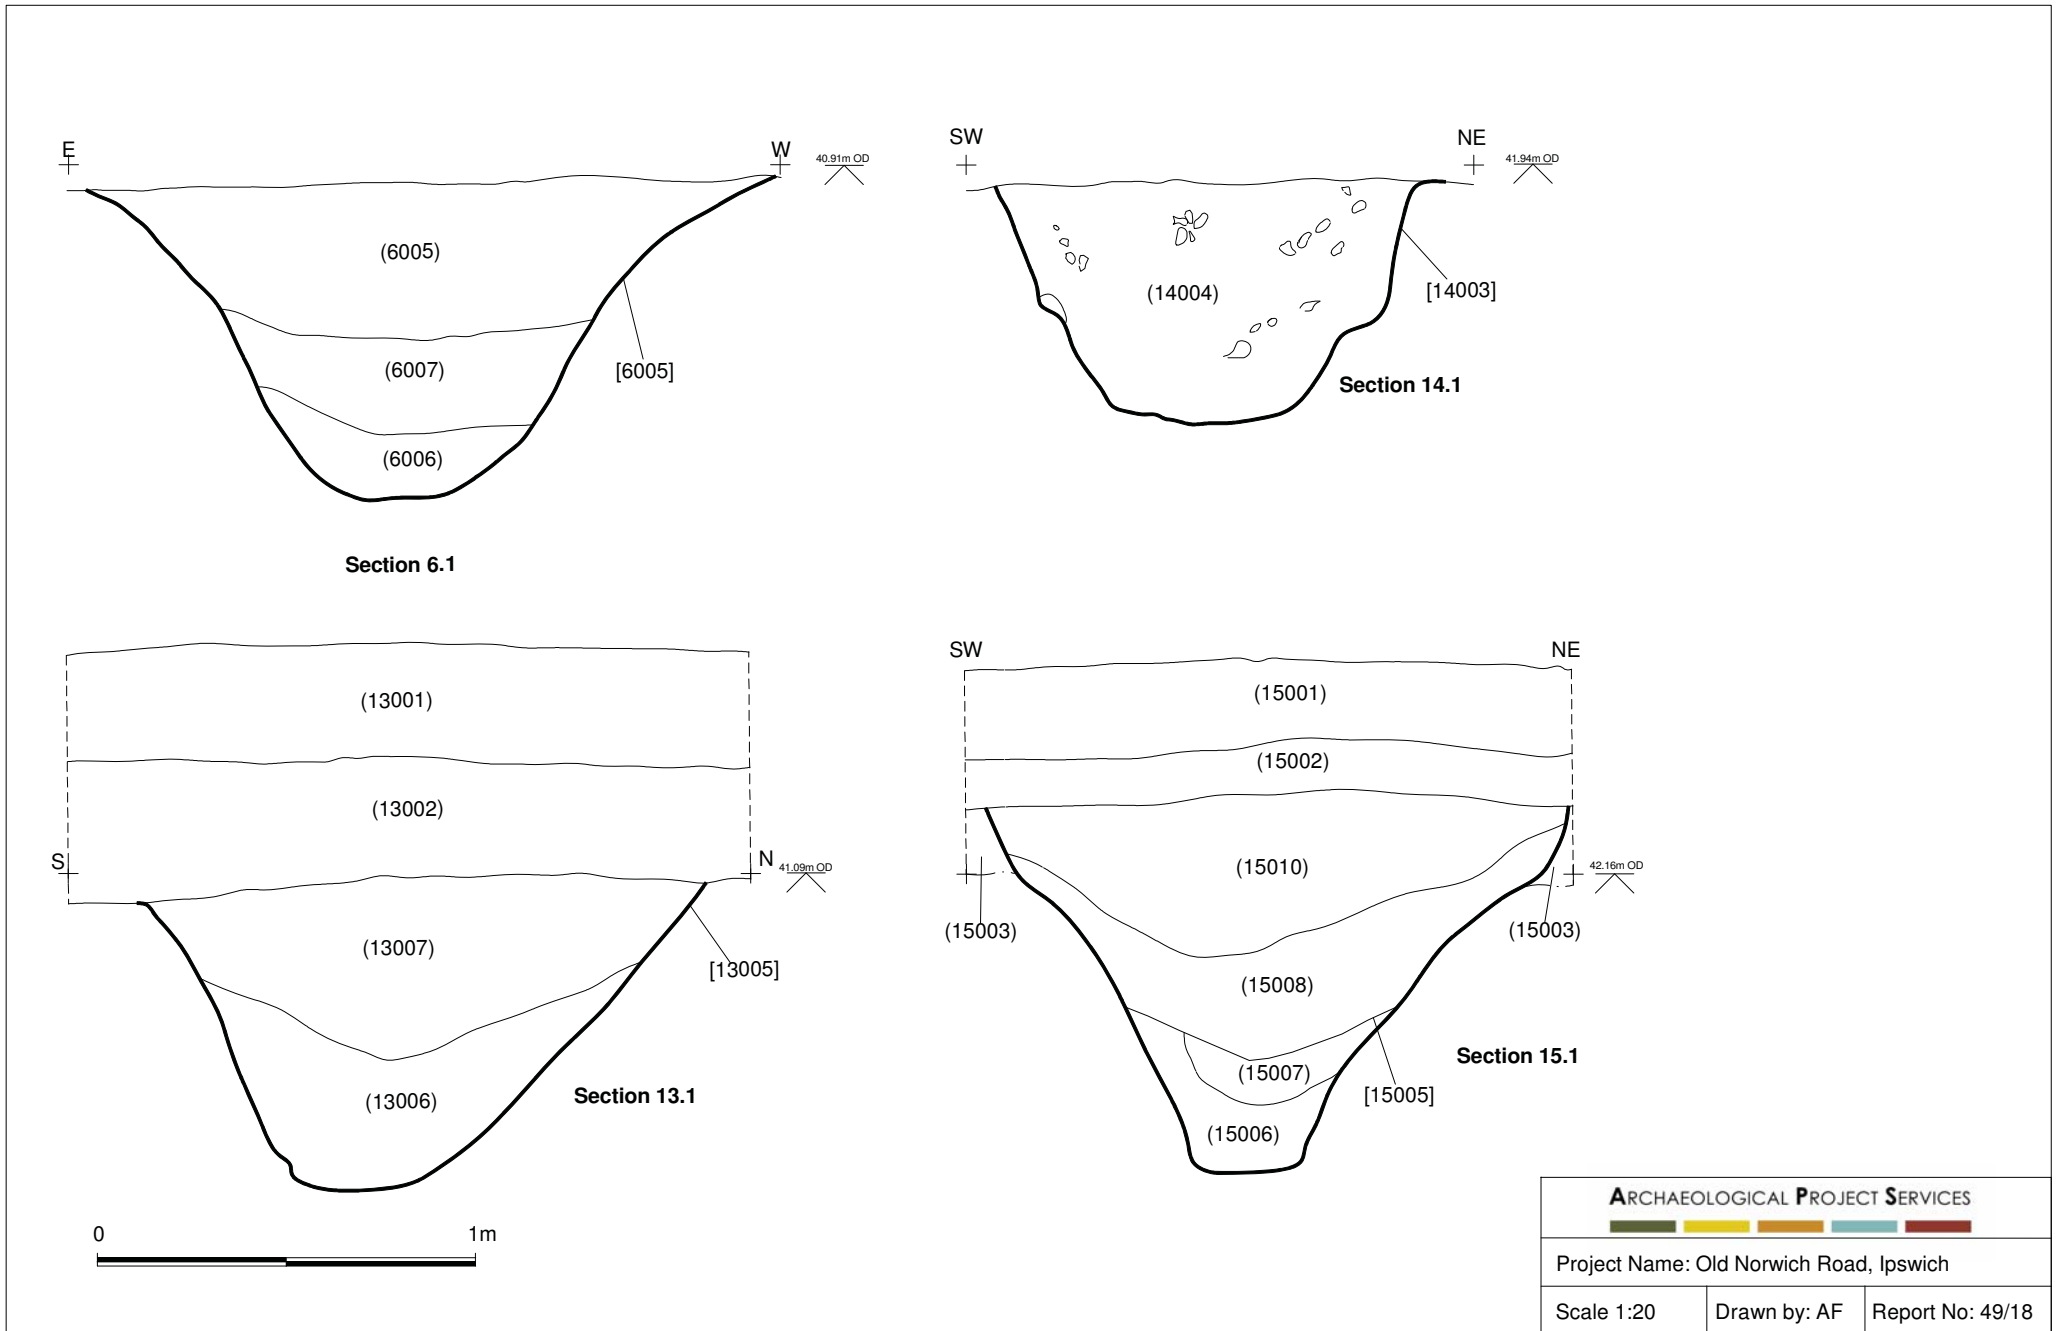 E
W
40.91m OD
(6005)
(6007)
[6005]
(6006)
Section 6.1
SW
NE
41.94m OD
(14004)
[14003]
Section 14.1
(13001)
(13002)
S
N
41.09m OD
(13007)
[13005]
(13006)
Section 13.1
SW
NE
(15001)
(15002)
(15010)
42.16m OD
(15003)
(15003)
(15008)
Section 15.1
(15007)
[15005]
(15006)
0
1m
ARCHAEOLOGICAL PROJECT SERVICES
Project Name: Old Norwich Road, Ipswich
Scale 1:20
Drawn by: AF
Report No: 49/18